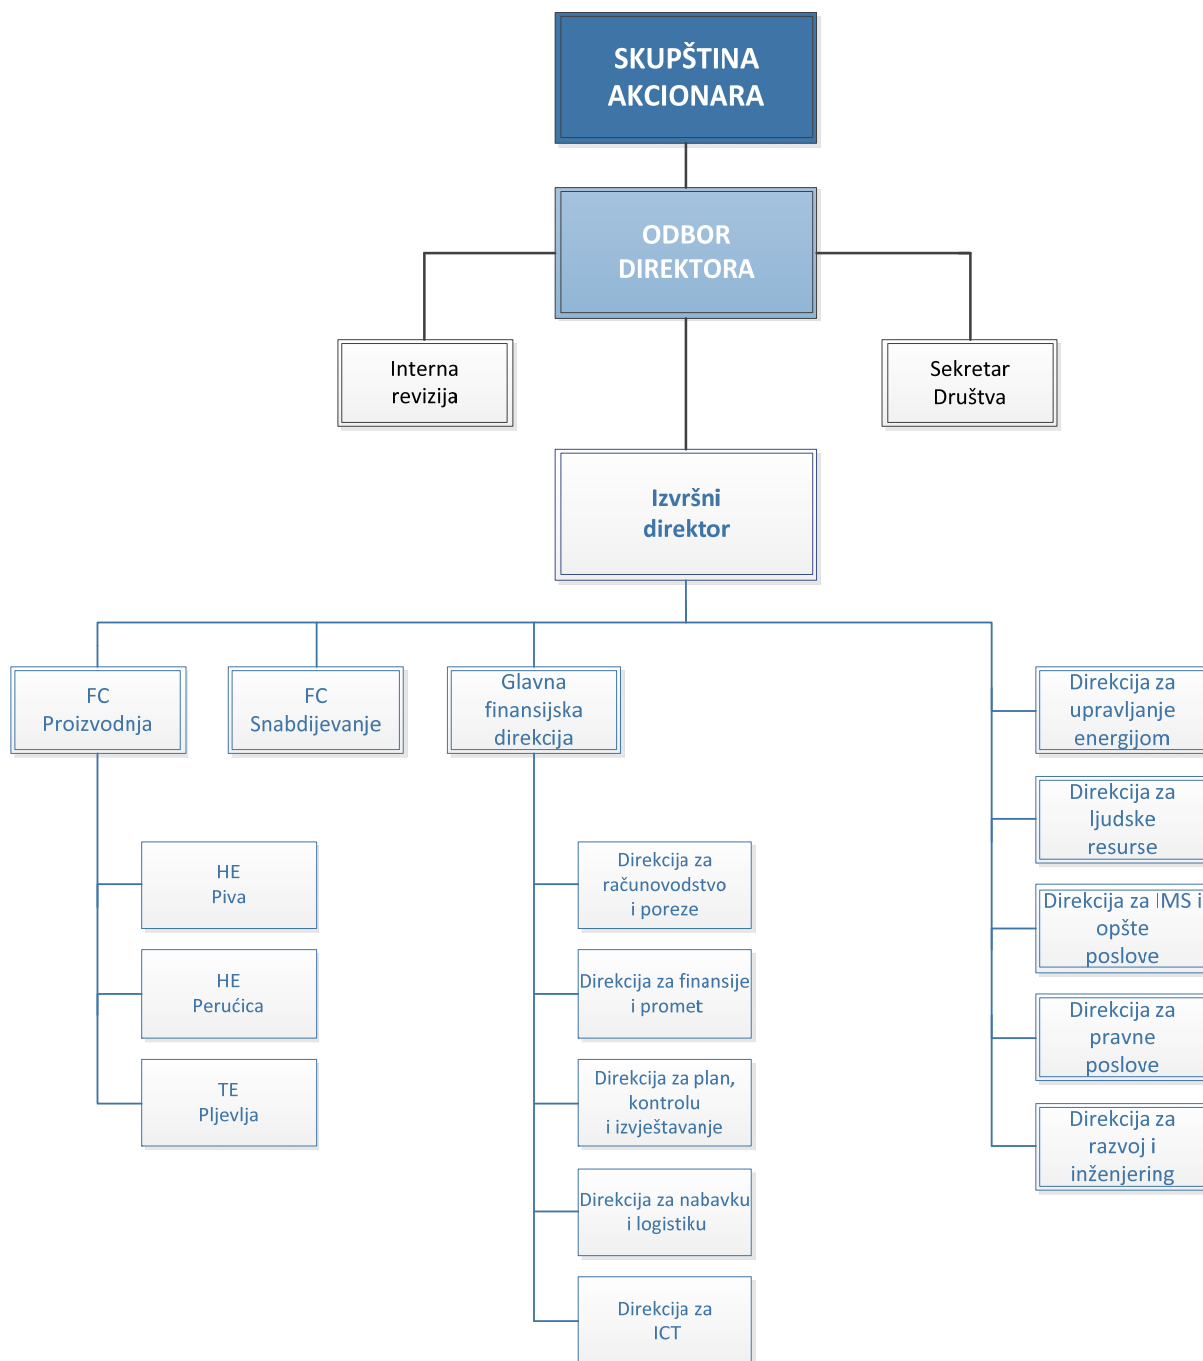 SKUPŠTINA
AKCIONARA
ODBOR
DIREKTORA
Interna
revizija
Sekretar
Društva
Izvršni
direktor
FC
Proizvodnja
FC
Snabdijevanje
Glavna
finansijska
direkcija
Direkcija za
upravljanje
energijom
Direkcija za
ljudske
resurse
Direkcija za IMS i
opšte
poslove
Direkcija za
pravne
poslove
Direkcija za
razvoj i
inženjering
HE
Piva
HE
Perućica
TE
Pljevlja
Direkcija za
računovodstvo
i poreze
Direkcija za finansije
i promet
Direkcija za plan,
kontrolu
i izvještavanje
Direkcija za nabavku
i logistiku
Direkcija za
ICT